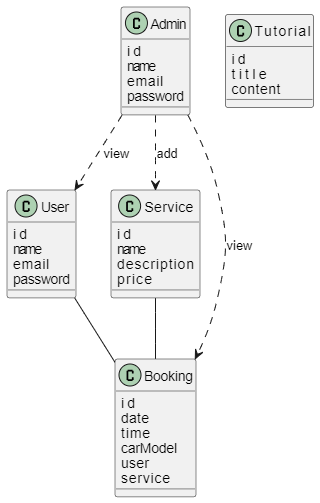 C Admin
id
name
email
password
C Tutorial
id
title
content
view
add
view
C User
id
name
email
password
C Service
id
name
description
price
C Booking
id
date
time
carModel
user
service